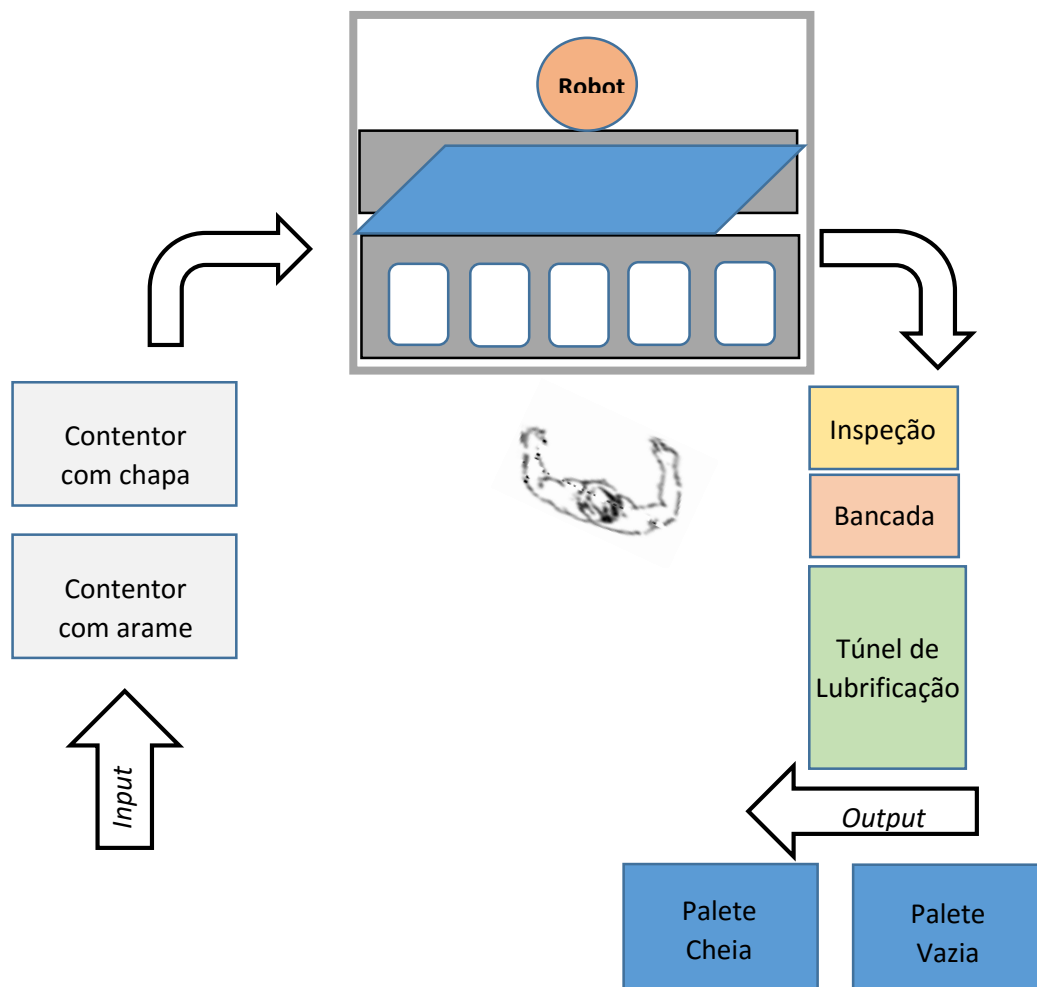 Robot
Contentor
com chapa
Contentor
com arame
Input
Inspeção
Bancada
Túnel de
Lubrificação
Output
Palete
Cheia
Palete
Vazia